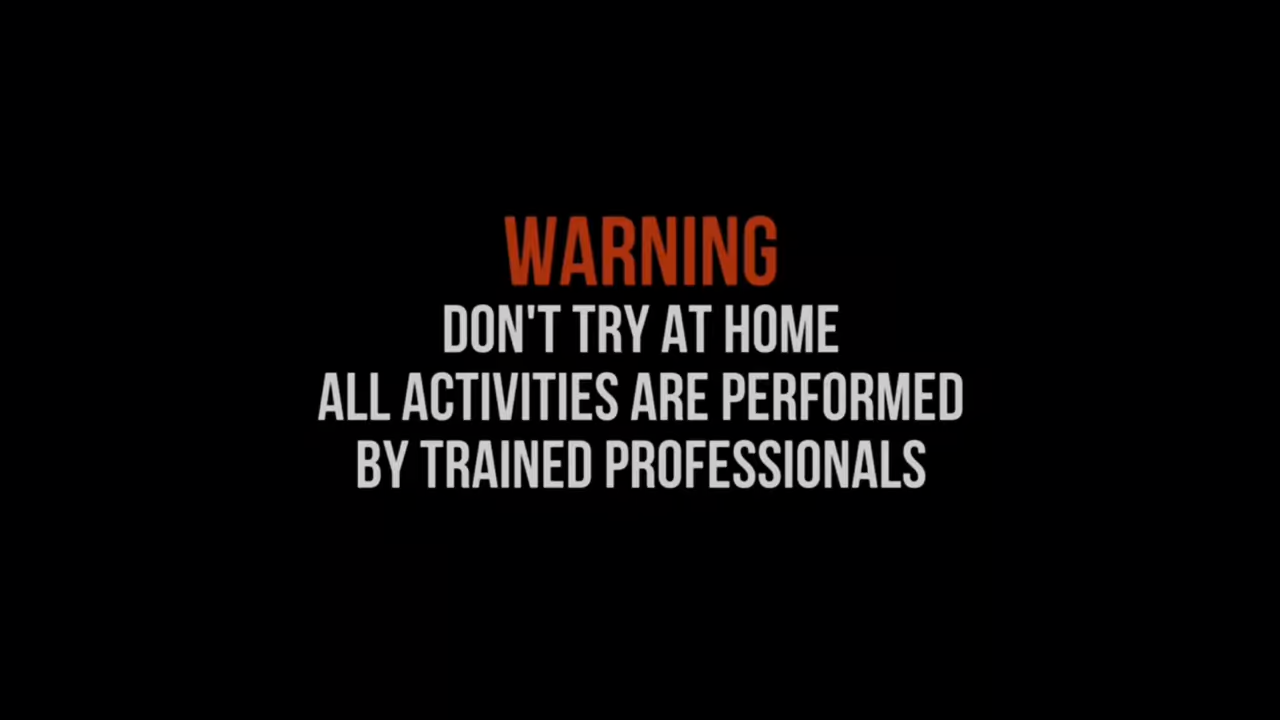 WARNING
DON'T TRY AT HOME
ALL ACTIVITIES ARE PERFORMED
BY TRAINED PROFESSIONALS